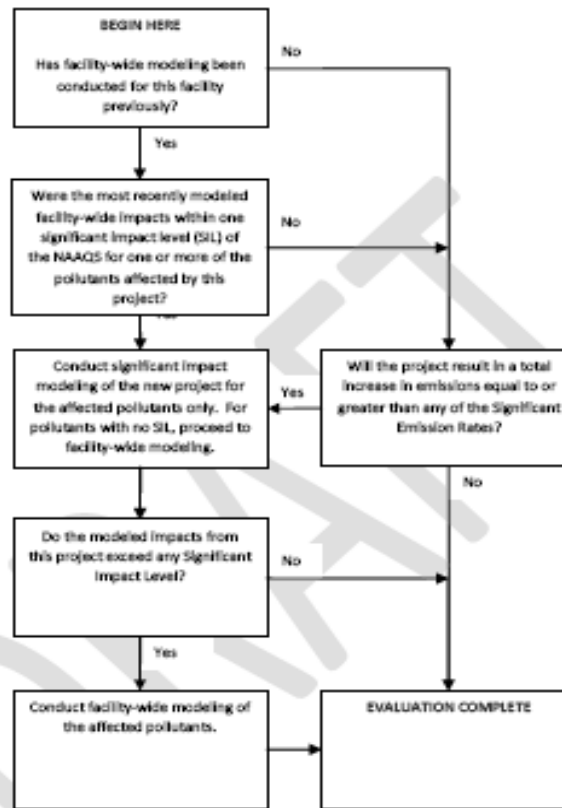 BEGIN HERE
Has facility-wide modeling been
conducted for this facility
previously?
No
Yes
Were the most recently modeled
facility-wide impacts within one
significant impact level (SIL) of
the NAAQS for one or more of the
pollutants affected by this
project?
No
Yes
Conduct significant impact
modeling of the new project for
the affected pollutants only. For
pollutants with no SIL, proceed to
facility-wide modeling.
Yes
Will the project result in a total
increase in emissions equal to or
greater than any of the Significant
Emission Rates?
No
Do the modeled impacts from
this project exceed any Significant
Impact Level?
No
Yes
Conduct facility-wide modeling of
the affected pollutants.
EVALUATION COMPLETE
DRAFT